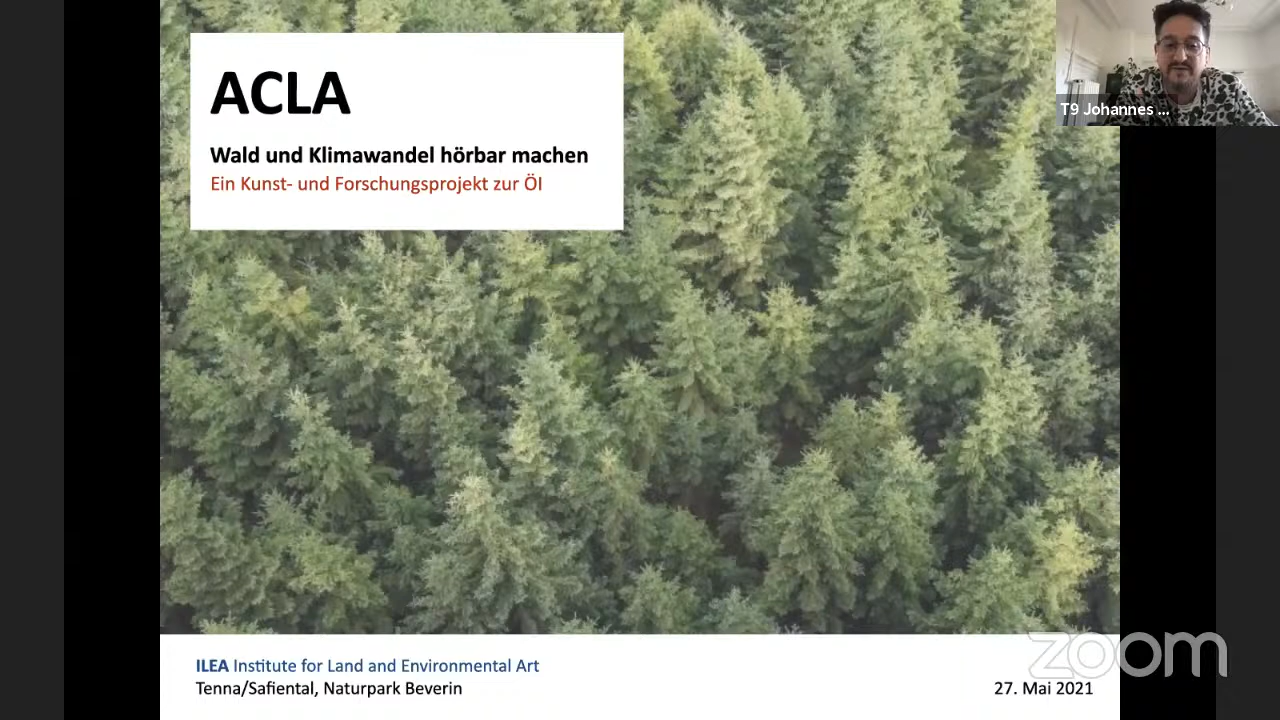 ACLA
Wald und Klimawandel hörbar machen
Ein Kunst- und Forschungsprojekt zur ÖI
T9 Johannes ...
ILEA Institute for Land and Environmental Art
Tenna/Safiental, Naturpark Beverin
27. Mai 2021
zoom